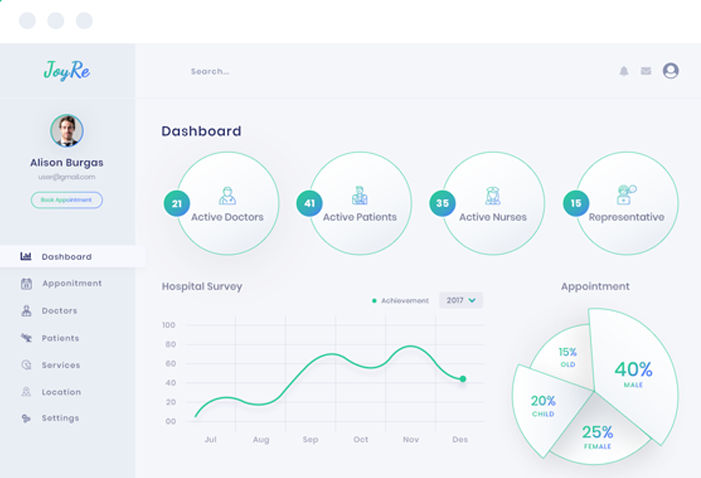 JoyRe
Search...
Alison Burgas
user@gmail.com
Book Appointment
Dashboard
Appoinment
Doctors
Patients
Services
Location
Settings
Dashboard
21
Active Doctors
41
Active Patients
35
Active Nurses
15
Representative
Hospital Survey
Achievement
2017
100
80
60
40
20
00
Jul Aug Sep Oct Nov Des
Appointment
15%
OLD
40%
MALE
20%
CHILD
25%
FEMALE